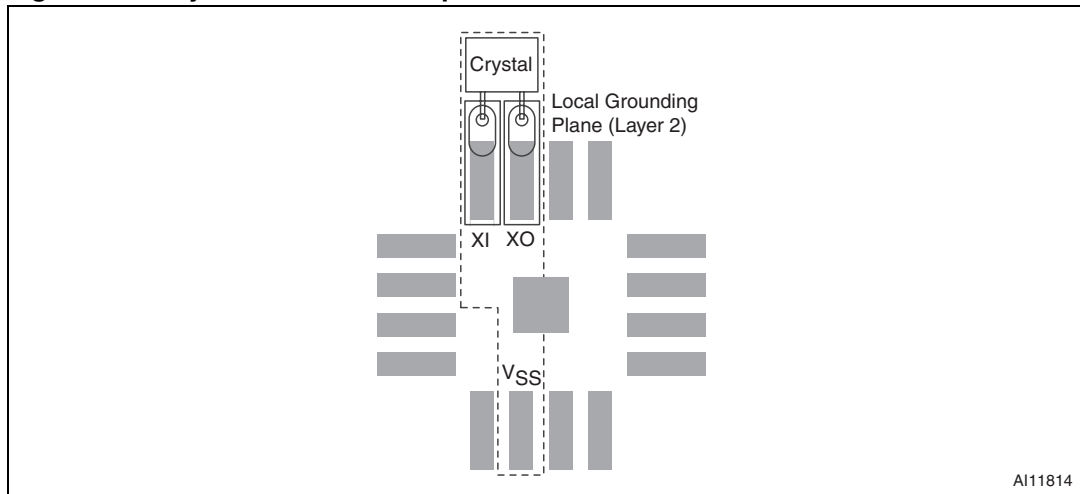 Crystal
Local Grounding
Plane (Layer 2)
XI XO
VSS
AI11814